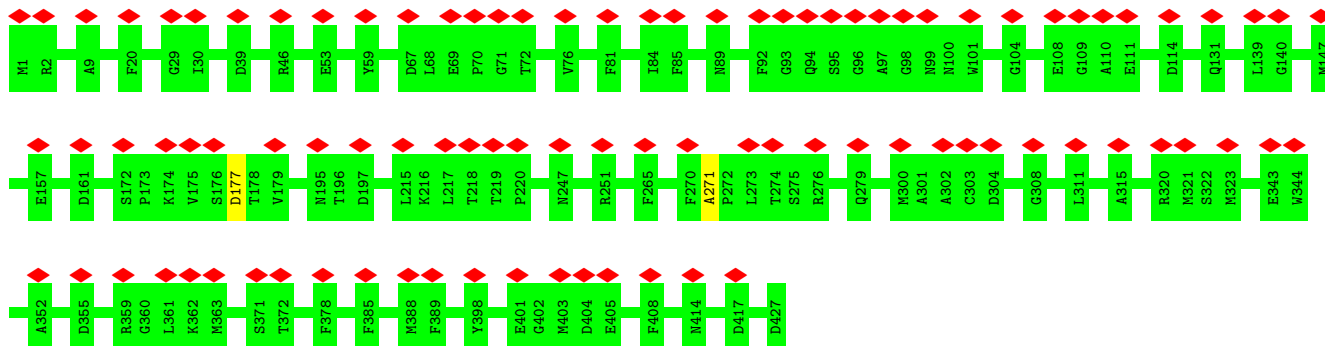 M1 R2 A9 F20 G29 I30 D39 R46 E53 Y59 D67 L68 E69 P70 G71 T72 V76 F81 I84 F85 N89 F92 G93 Q94 S95 G96 A97 G98 N99 N100 W101 G104 E108 G109 A110 E111 D114 Q131 L139 G140 M147
E157 D161 S172 P173 K174 V175 S176 D177 T178 V179 N195 T196 D197 L215 K216 L217 T218 T219 P220 N247 R251 F265 F270 A271 P272 L273 T274 S275 R276 Q279 M300 A301 A302 C303 D304 G308 L311 A315 R320 M321 S322 M323 E343 W344
A352 D355 R359 G360 L361 K362 M363 S371 T372 F378 F385 M388 F389 Y398 E401 G402 M403 D404 E405 F408 N414 D417 D427